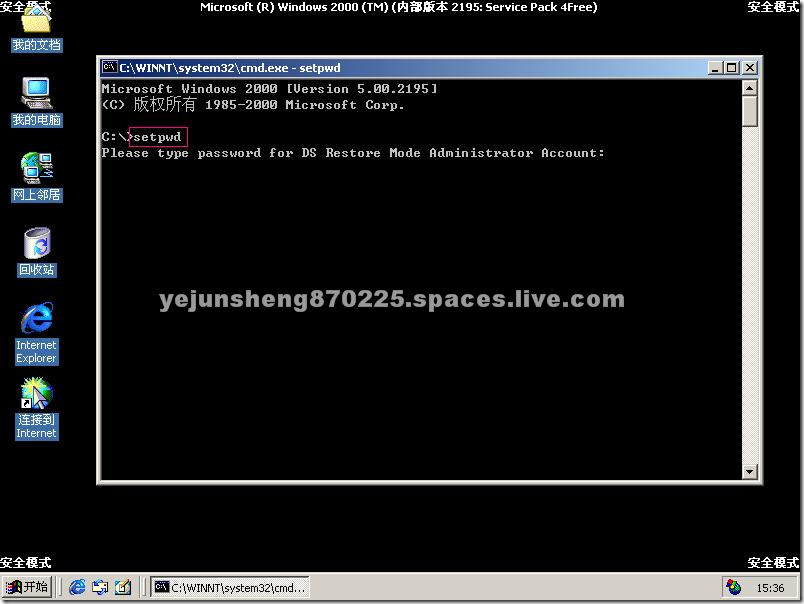 安全模式
Microsoft (R) Windows 2000 (TM) (内部版本 2195: Service Pack 4Free)
安全模式
我的文档
我的电脑
网上邻居
回收站
Internet
Explorer
连接到
Internet
C:\WINNT\system32\cmd.exe - setpwd
Microsoft Windows 2000 [Version 5.00.2195]
(C) 版权所有 1985-2000 Microsoft Corp.
C:\>setpwd
Please type password for DS Restore Mode Administrator Account:
yejunsheng870225.spaces.live.com
安全模式
安全模式
开始
C:\WINNT\system32\cmd...
15:36